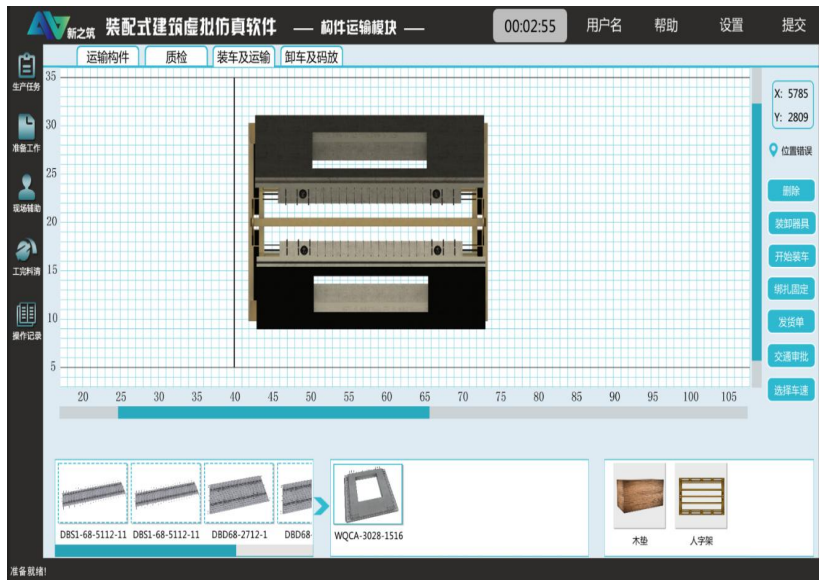 新之筑 装配式建筑虚拟仿真软件 — 构件运输模块 — 00:02:55 用户名 帮助 设置 提交
运输构件 质检 装车及运输 卸车及码放
生产任务
准备工作
现场辅助
工完料清
操作记录
35
30
25
20
15
10
5
20 25 30 35 40 45 50 55 60 65 70 75 80 85 90 95 100 105
X: 5785
Y: 2809
位置错误
删除
装卸器具
开始装车
绑扎固定
发货单
交通审批
选择车速
DBS1-68-5112-11 DBS1-68-5112-11 DBD68-2712-1 DBD68- WQCA-3028-1516
木垫 人字架
准备就绪!